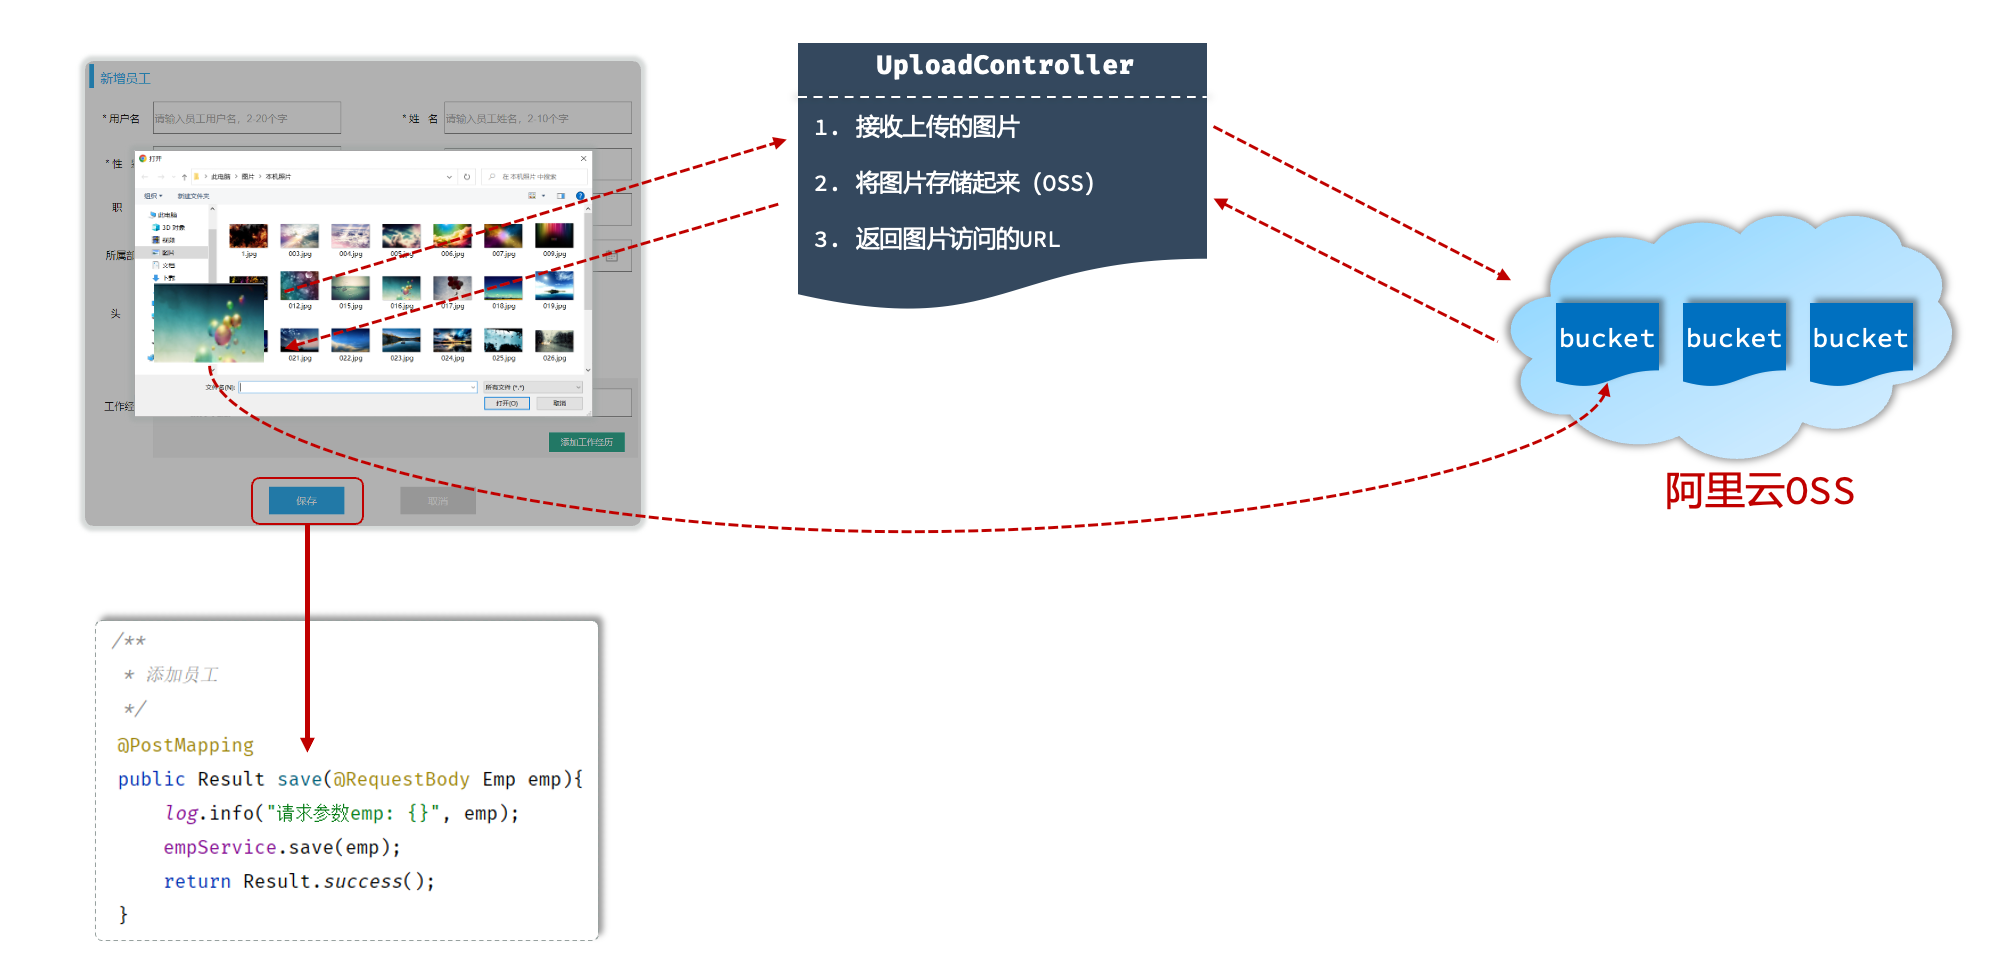 新增员工
* 用户名
请输入员工用户名，2-20个字
* 姓 名
请输入员工姓名，2-10个字
* 性
打开
此电脑 > 图片 > 本机照片
在 本机照片 中搜索
组织
新建文件夹
职
此电脑
3D 对象
视频
图片
文档
下载
所属部
头
1.jpg
003.jpg
004.jpg
005.jpg
006.jpg
007.jpg
009.jpg
012.jpg
015.jpg
016.jpg
017.jpg
018.jpg
019.jpg
021.jpg
022.jpg
023.jpg
024.jpg
025.jpg
026.jpg
文件名(N):
所有文件 (*.*)
打开(O)
取消
工作经
添加工作经历
保存
取消
UploadController
1. 接收上传的图片
2. 将图片存储起来（OSS）
3. 返回图片访问的URL
bucket
bucket
bucket
阿里云OSS
/**
* 添加员工
*/
@PostMapping
public Result save(@RequestBody Emp emp){
log.info("请求参数emp: {}", emp);
empService.save(emp);
return Result.success();
}